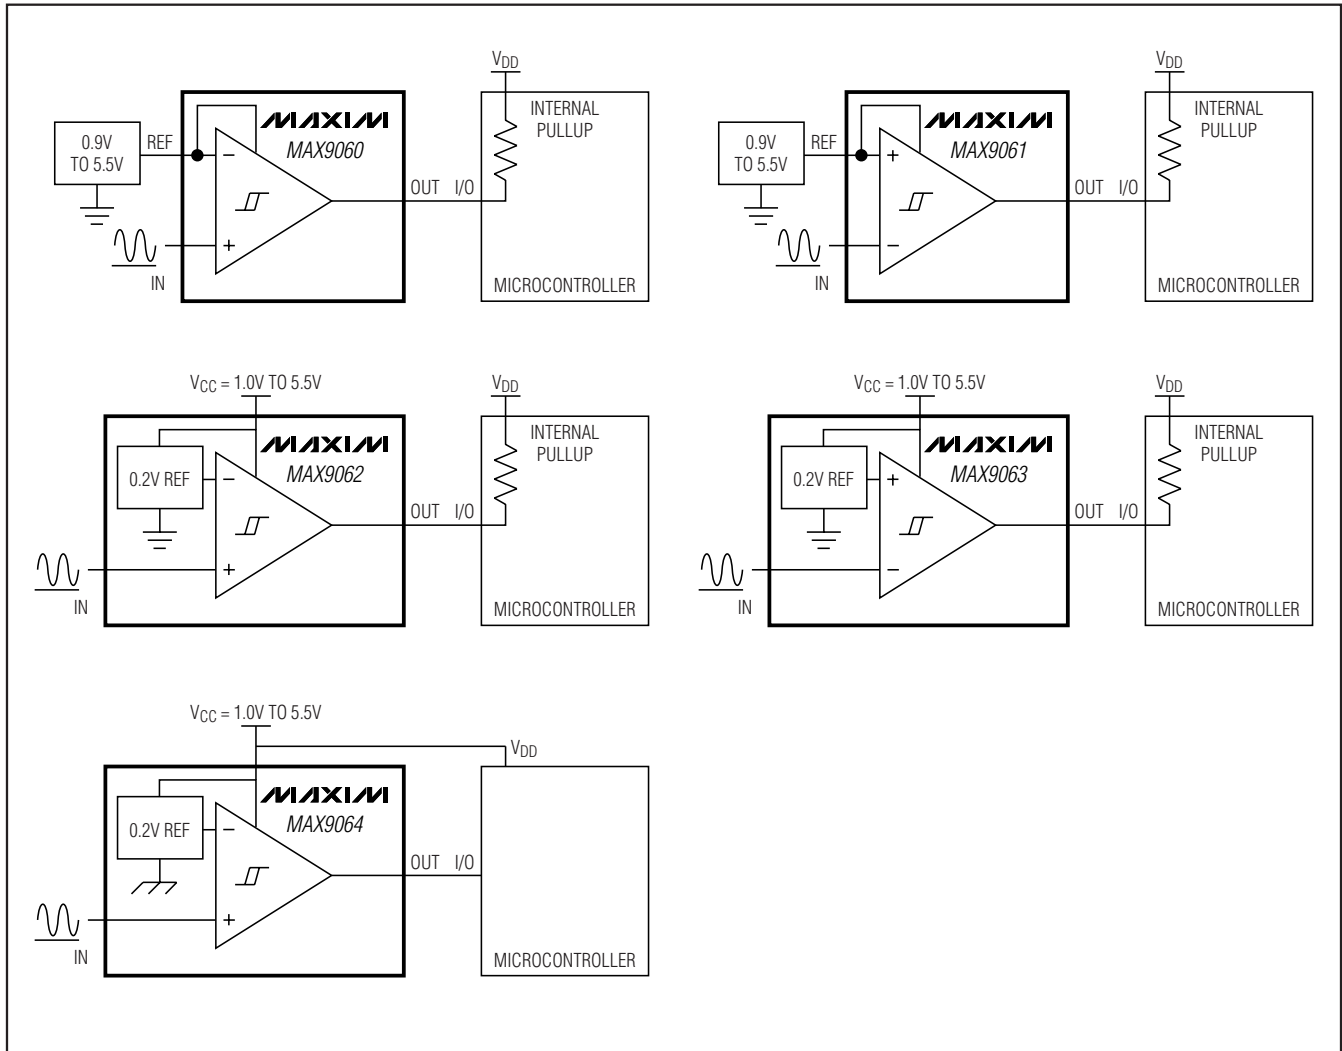 VDD
INTERNAL
PULLUP
MAXIM
MAX9060
0.9V
TO 5.5V
REF
−
+
IN
OUT I/O
MICROCONTROLLER
VDD
INTERNAL
PULLUP
MAXIM
MAX9061
0.9V
TO 5.5V
REF
+
−
IN
OUT I/O
MICROCONTROLLER
VCC = 1.0V TO 5.5V
VDD
INTERNAL
PULLUP
MAXIM
MAX9062
0.2V REF
−
+
IN
OUT I/O
MICROCONTROLLER
VCC = 1.0V TO 5.5V
VDD
INTERNAL
PULLUP
MAXIM
MAX9063
0.2V REF
+
−
IN
OUT I/O
MICROCONTROLLER
VCC = 1.0V TO 5.5V
VDD
MAXIM
MAX9064
0.2V REF
−
+
IN
OUT I/O
MICROCONTROLLER